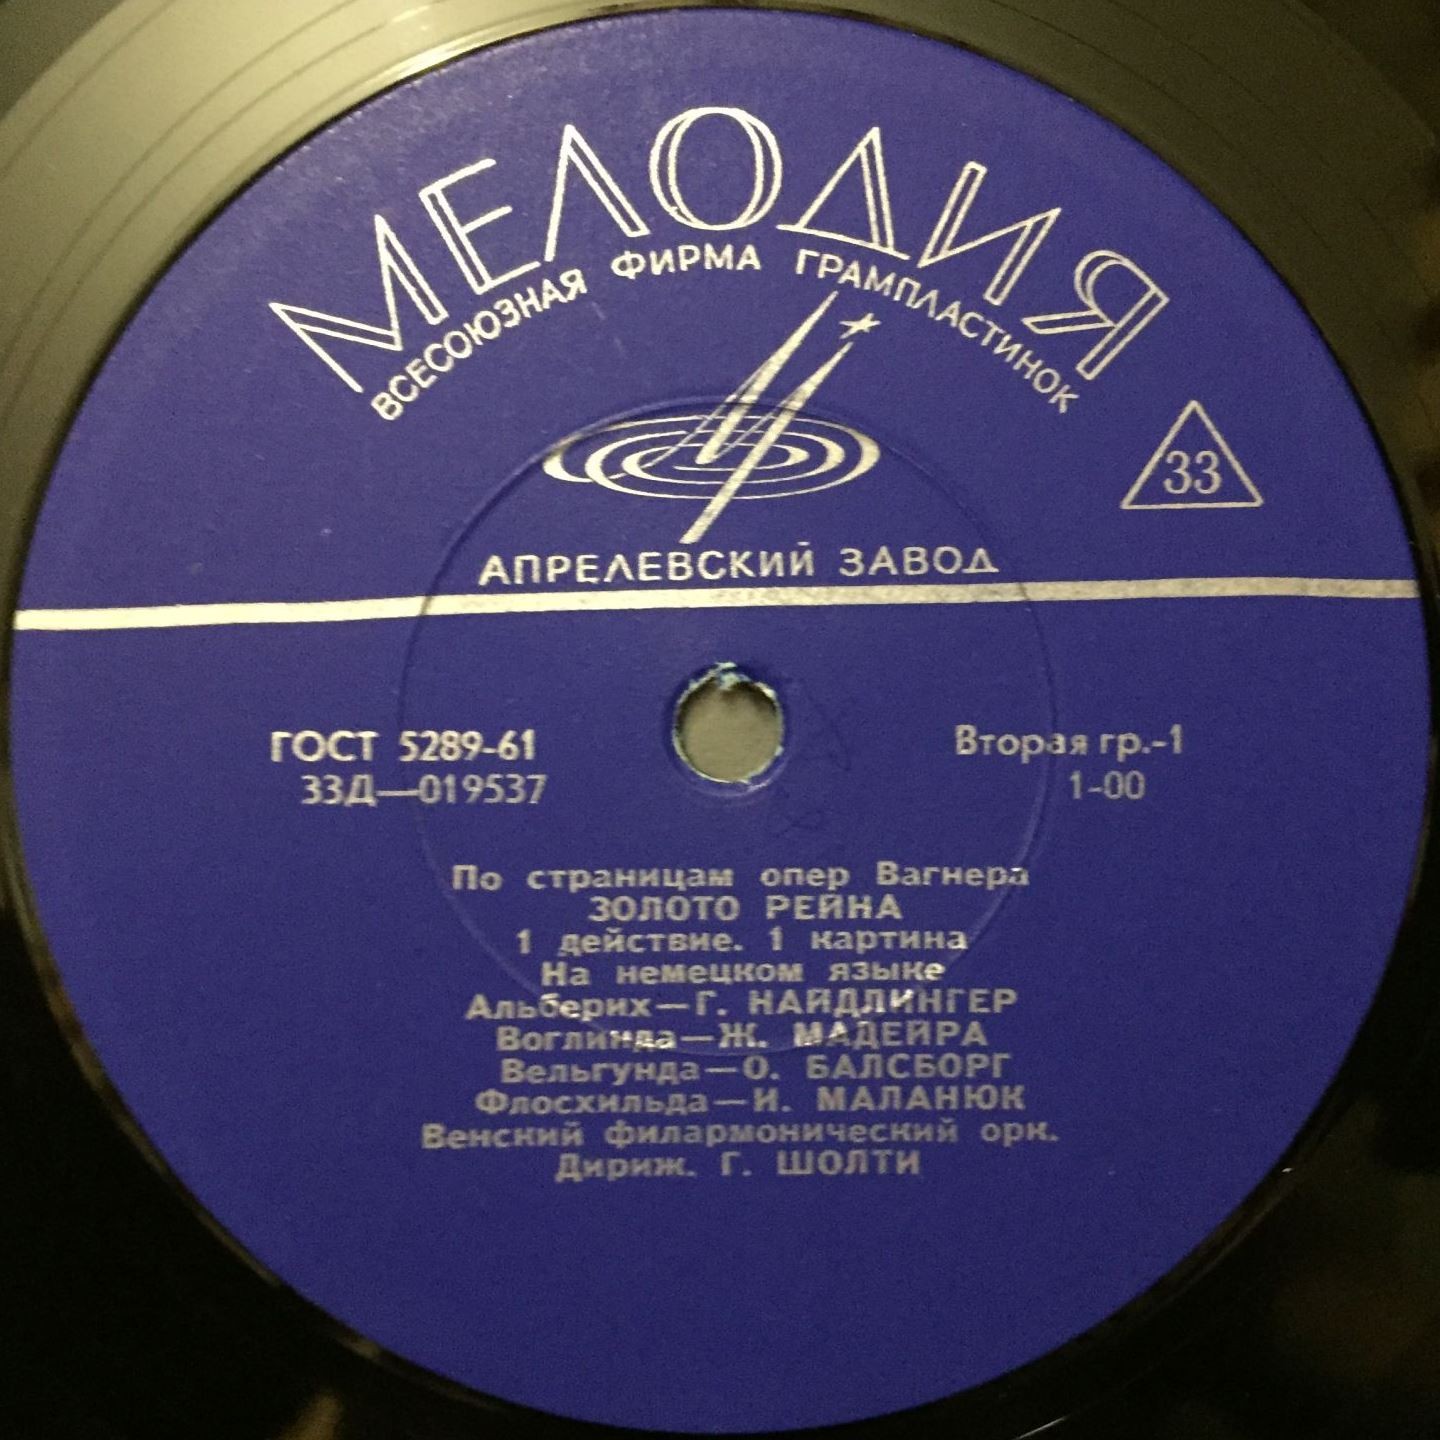 МЕЛОДИЯ
ВСЕСОЮЗНАЯ ФИРМА ГРАМПЛАСТИНОК
33
АПРЕЛЕВСКИЙ ЗАВОД
ГОСТ 5289-61
33Д—019537
Вторая гр.-1
1-00
По страницам опер Вагнера
ЗОЛОТО РЕЙНА
1 действие. 1 картина
На немецком языке
Альберих—Г. НАЙДЛИНГЕР
Воглинда—Ж. МАДЕЙРА
Вельгунда—О. БАЛСБОРГ
Флосхильда—И. МАЛАНЮК
Венский филармонический орк.
Дириж. Г. ШОЛТИ